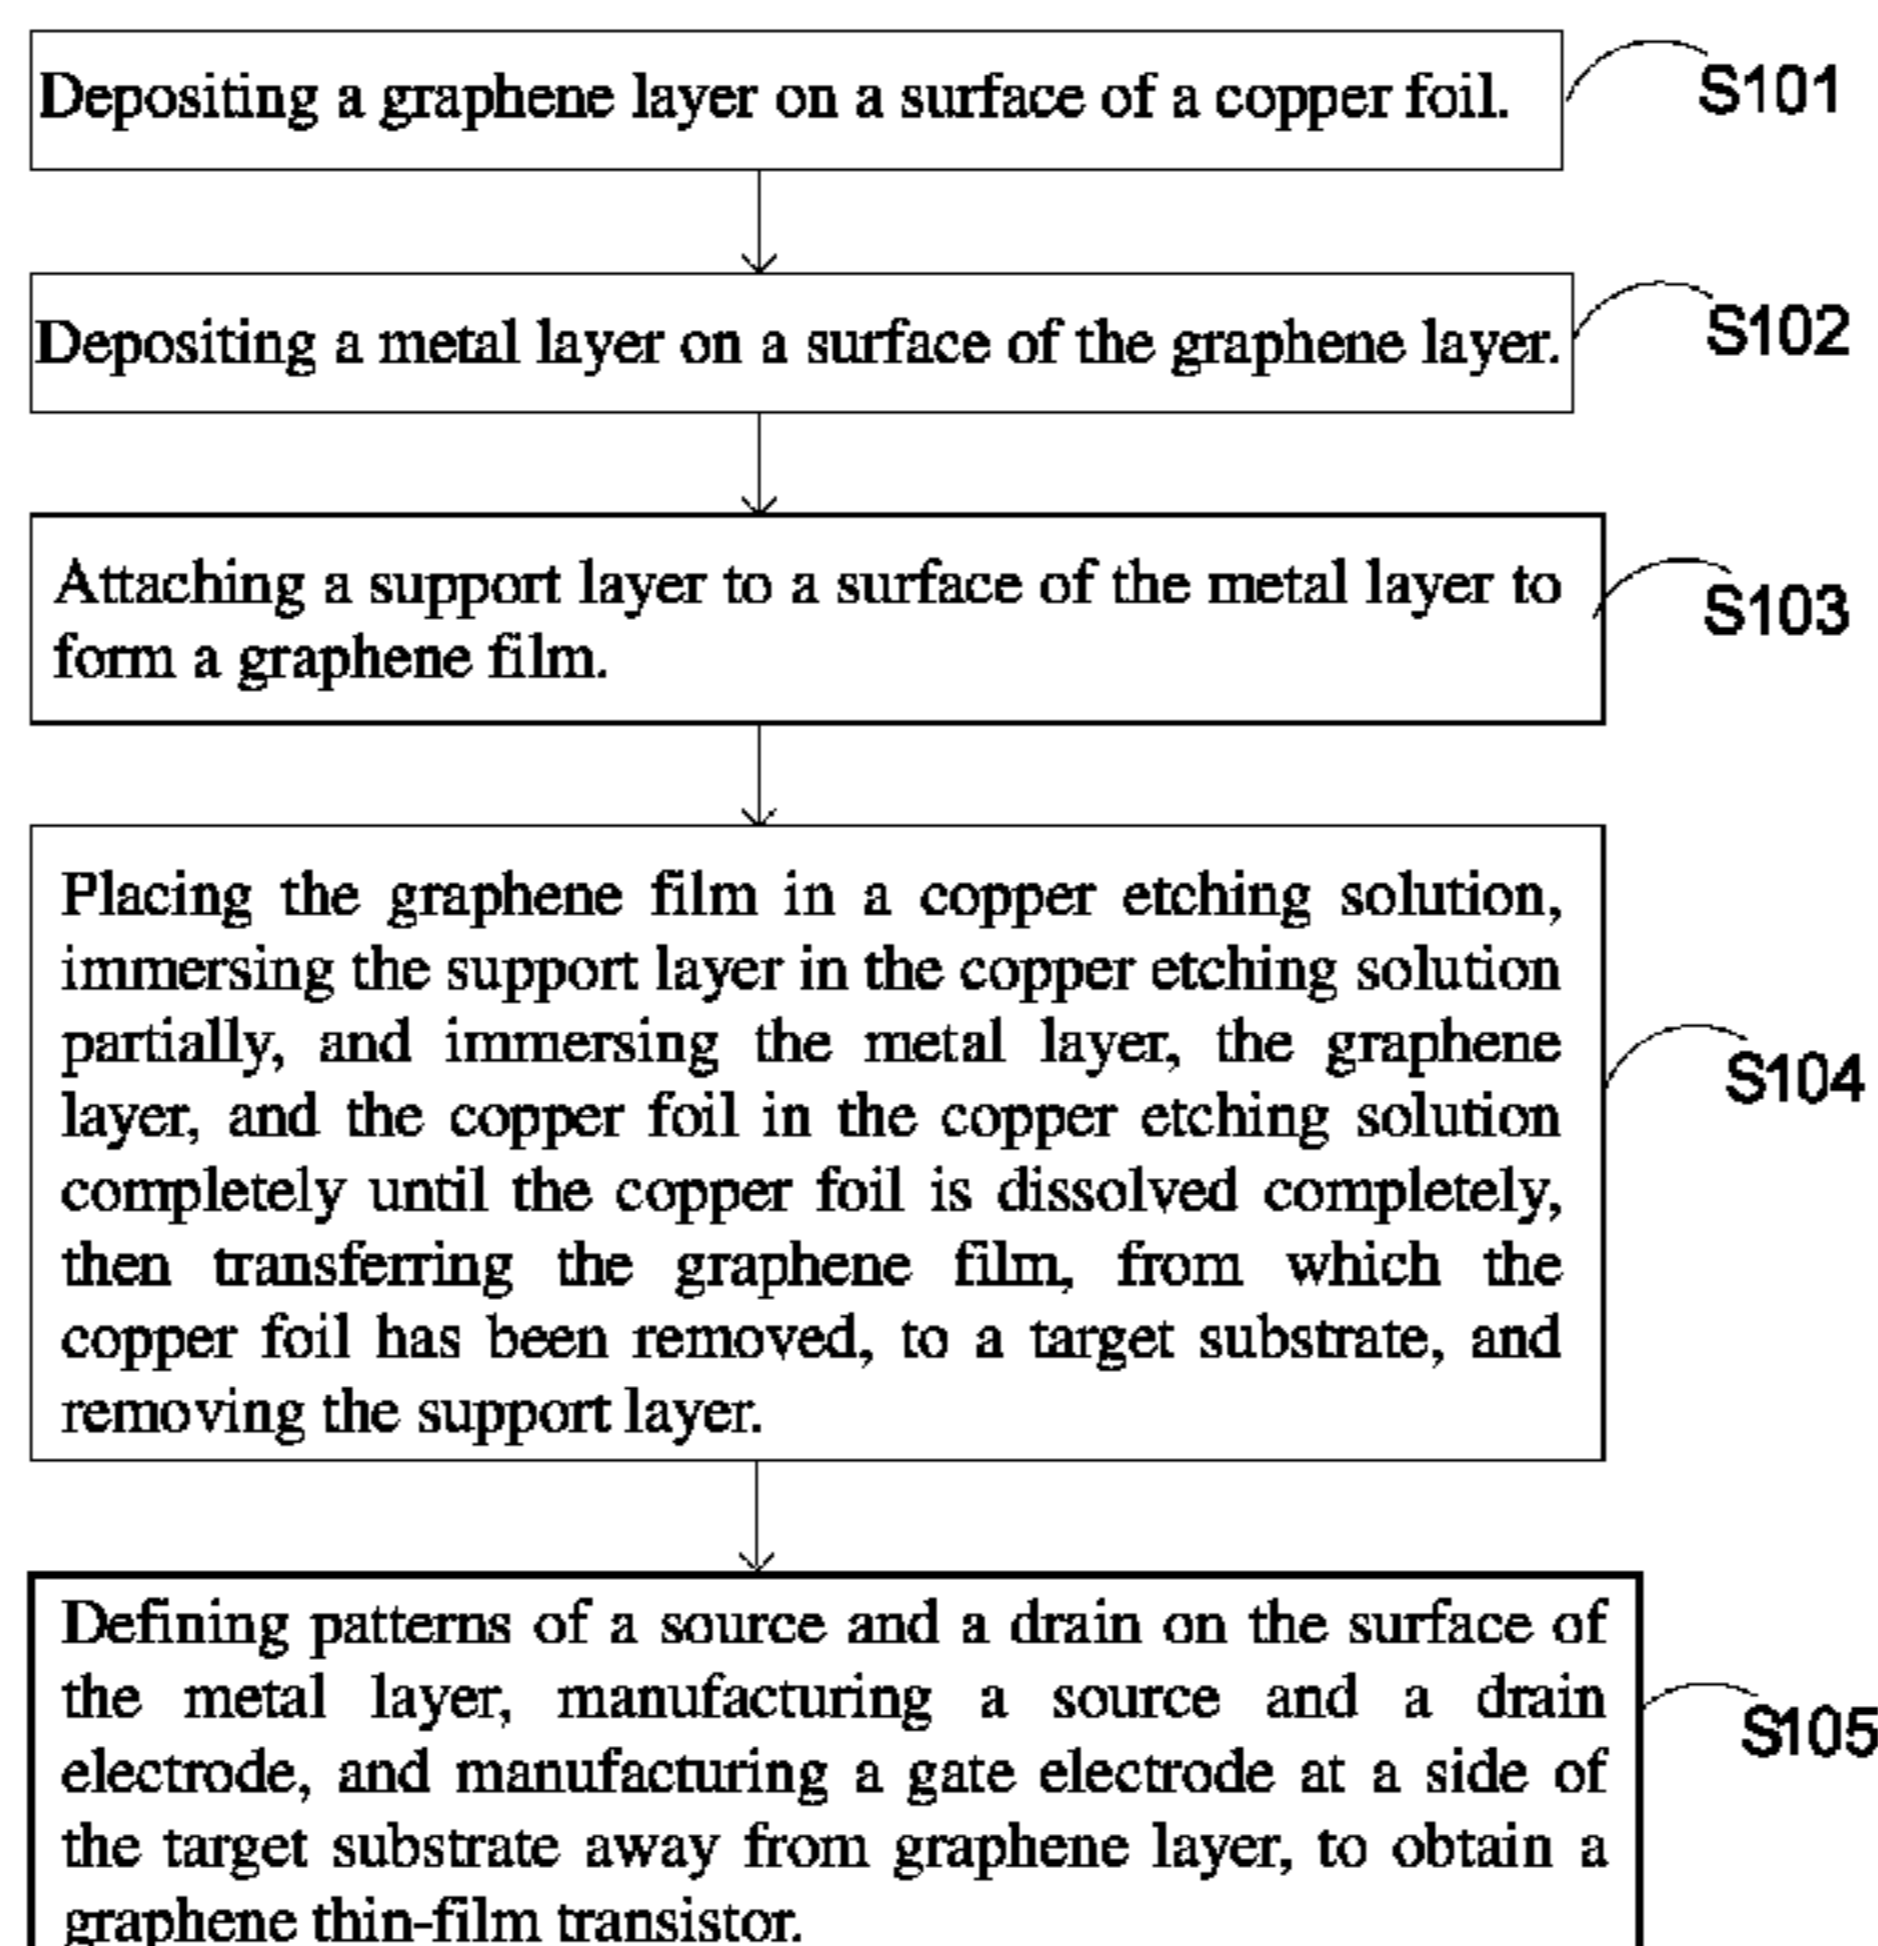 Depositing a graphene layer on a surface of a copper foil.
S101
Depositing a metal layer on a surface of the graphene layer.
S102
Attaching a support layer to a surface of the metal layer to
form a graphene film.
S103
Placing the graphene film in a copper etching solution,
immersing the support layer in the copper etching solution
partially, and immersing the metal layer, the graphene
layer, and the copper foil in the copper etching solution
completely until the copper foil is dissolved completely,
then transferring the graphene film, from which the
copper foil has been removed, to a target substrate, and
removing the support layer.
S104
Defining patterns of a source and a drain on the surface of
the metal layer, manufacturing a source and a drain
electrode, and manufacturing a gate electrode at a side of
the target substrate away from graphene layer, to obtain a
graphene thin-film transistor.
S105